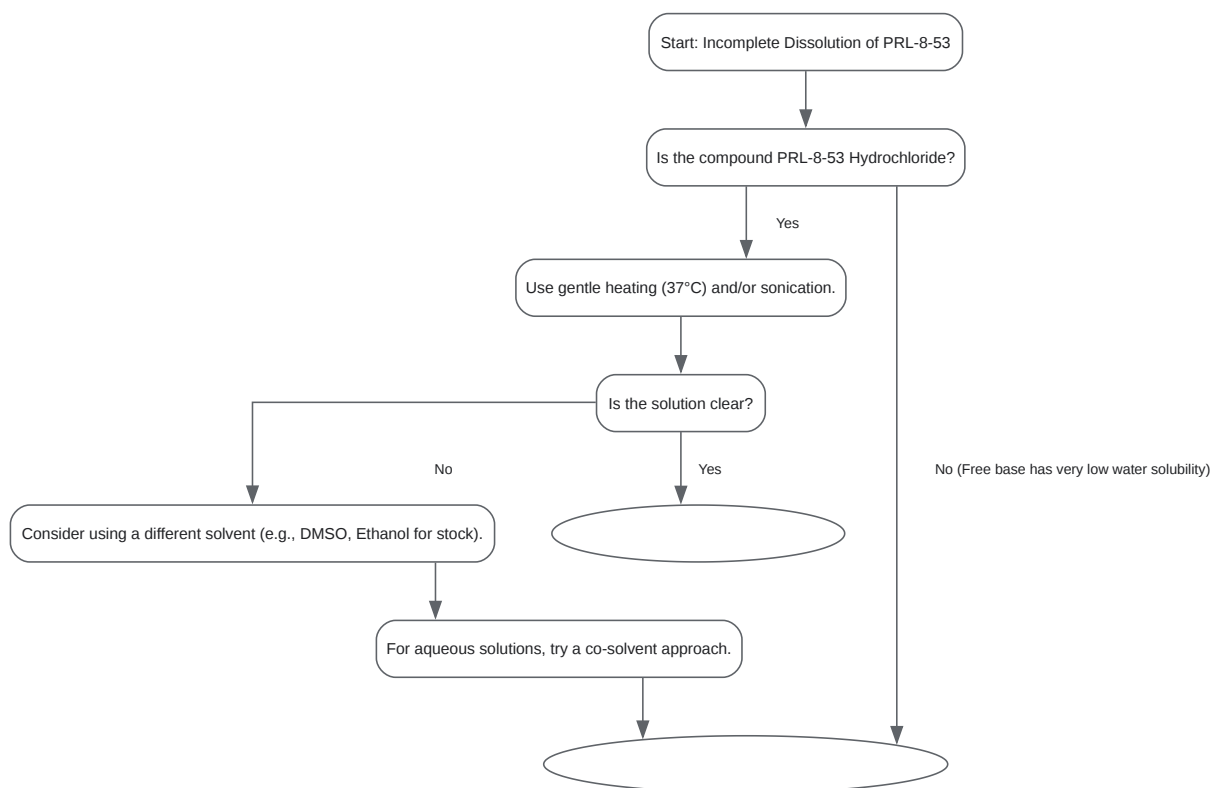 Start: Incomplete Dissolution of PRL-8-53
Is the compound PRL-8-53 Hydrochloride?
Yes
Use gentle heating (37°C) and/or sonication.
Is the solution clear?
No
Yes
No (Free base has very low water solubility)
Consider using a different solvent (e.g., DMSO, Ethanol for stock).
For aqueous solutions, try a co-solvent approach.